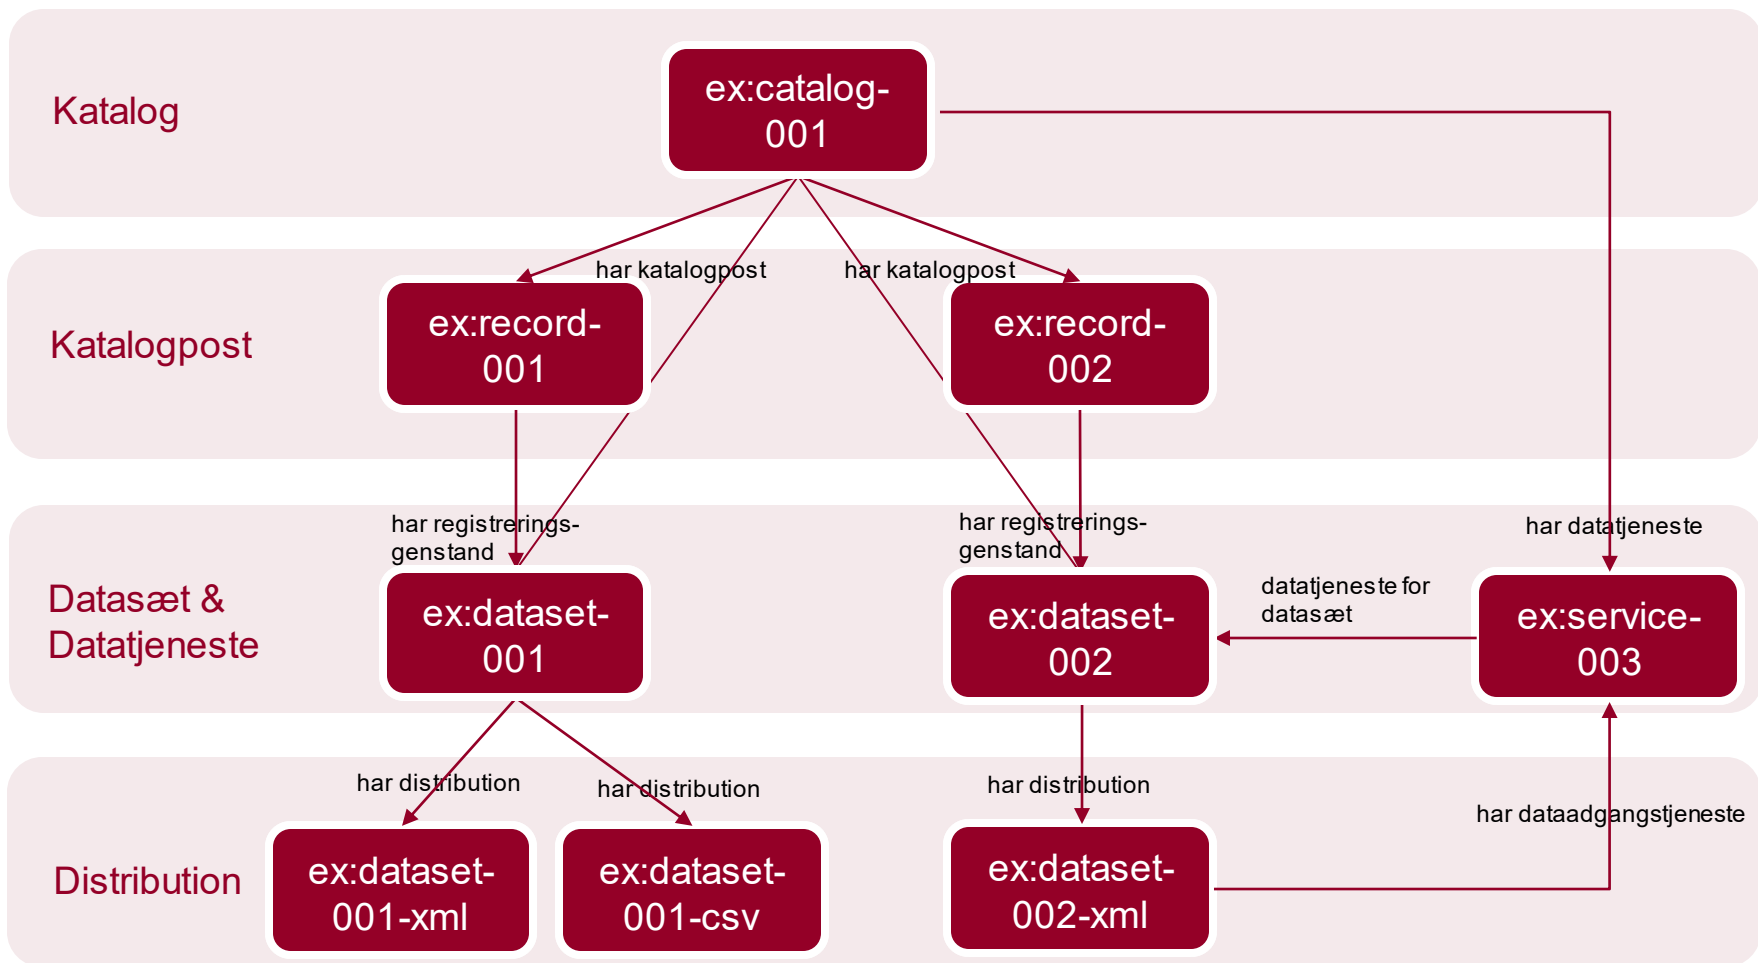 Katalog
ex:catalog-
001
har katalogpost
har katalogpost
Katalogpost
ex:record-
001
ex:record-
002
har registrerings-
genstand
har registrerings-
genstand
har datatjeneste
Datasæt &
Datatjeneste
ex:dataset-
001
ex:dataset-
002
datatjeneste for
datasæt
ex:service-
003
har distribution
har distribution
har distribution
har dataadgangstjeneste
Distribution
ex:dataset-
001-xml
ex:dataset-
001-csv
ex:dataset-
002-xml